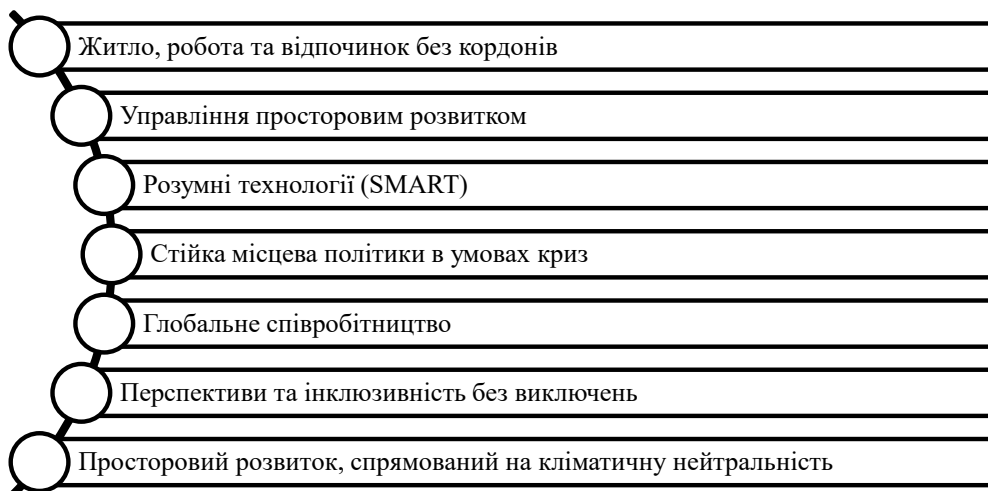 Житло, робота та відпочинок без кордонів
Управління просторовим розвитком
Розумні технології (SMART)
Стійка місцева політики в умовах криз
Глобальне співробітництво
Перспективи та інклюзивність без виключень
Просторовий розвиток, спрямований на кліматичну нейтральність